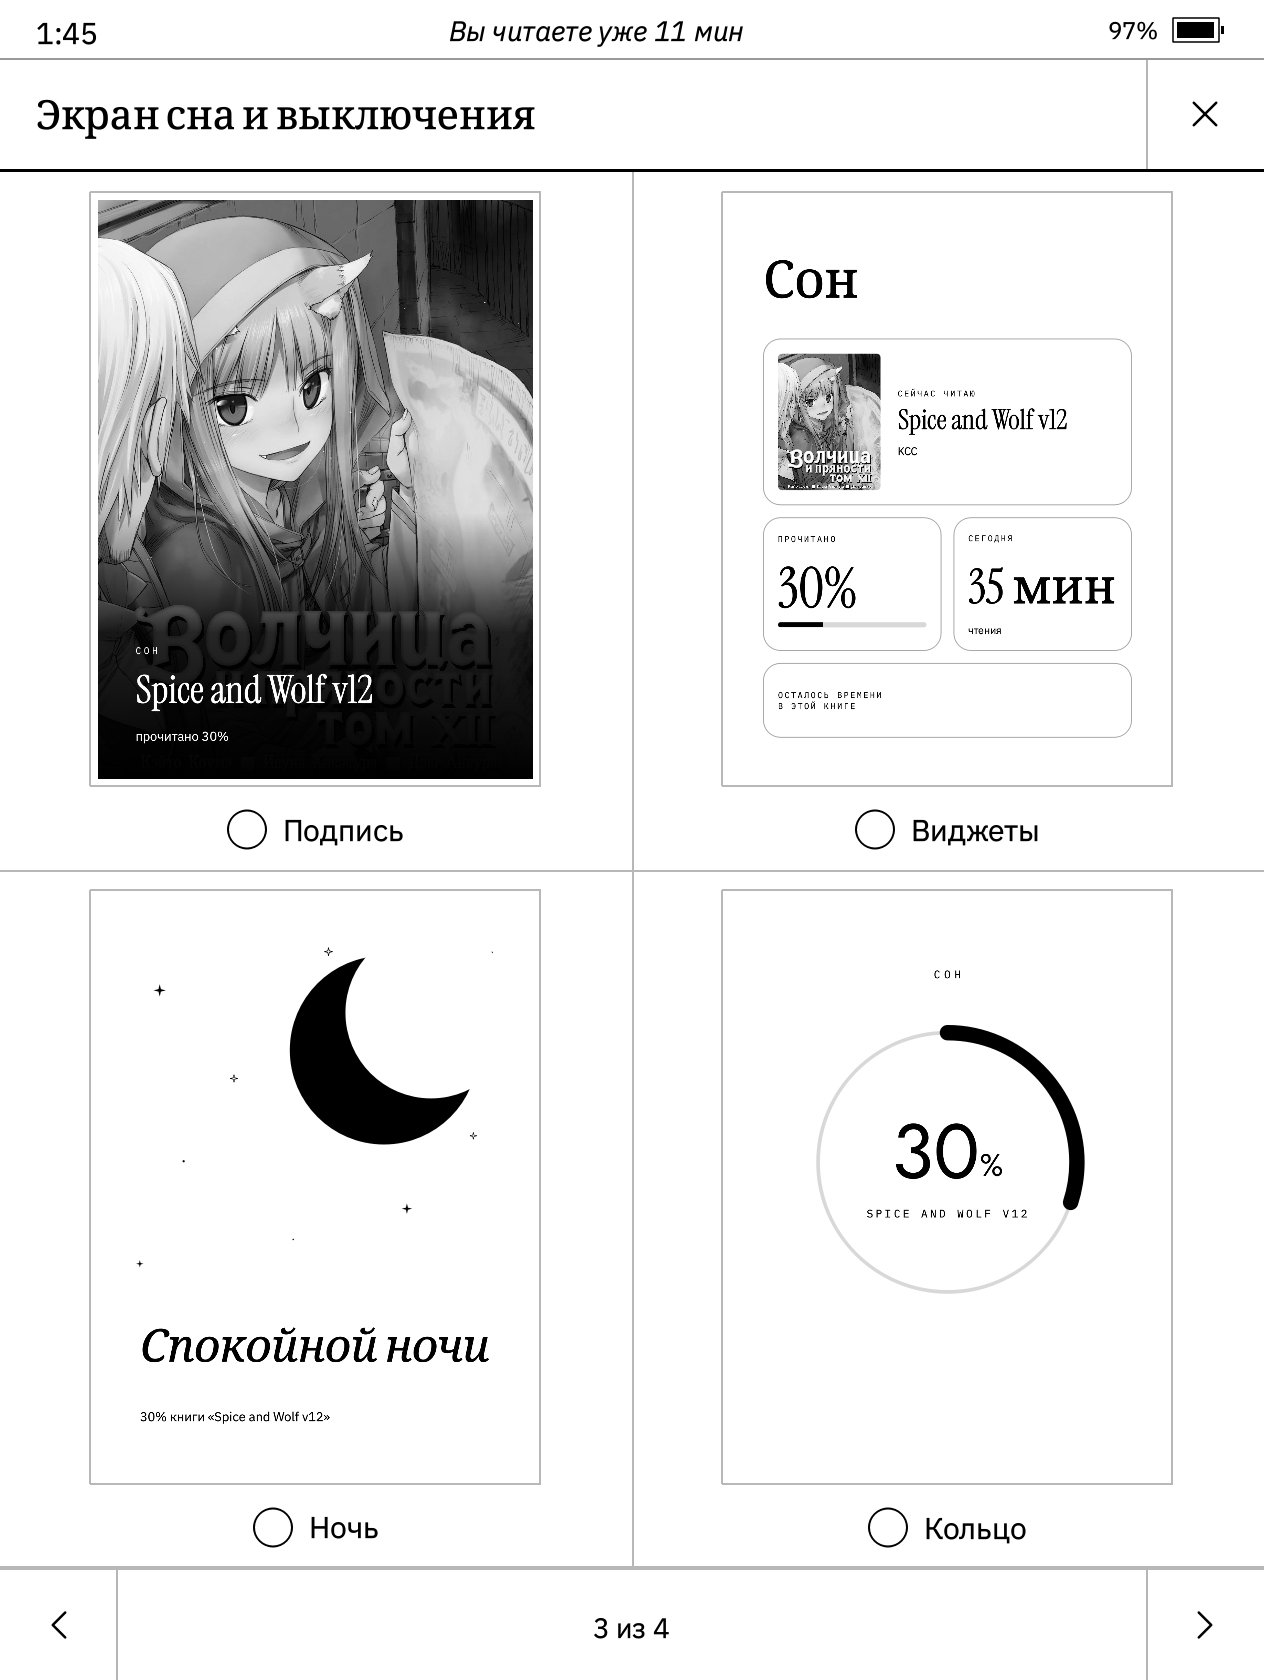 1:45
Вы читаете уже 11 мин
97%
Экран сна и выключения
Волчица
и пряности
том XII
СОН
Spice and Wolf v12
прочитано 30%
Подпись
Сон
Волчица
и пряности
том XII
СЕЙЧАС ЧИТАЮ
Spice and Wolf v12
КСС
ПРОЧИТАНО
30%
СЕГОДНЯ
35 мин
чтения
ОСТАЛОСЬ ВРЕМЕНИ
В ЭТОЙ КНИГЕ
Виджеты
Спокойной ночи
30% книги «Spice and Wolf v12»
Ночь
СОН
30%
SPICE AND WOLF V12
Кольцо
3 из 4